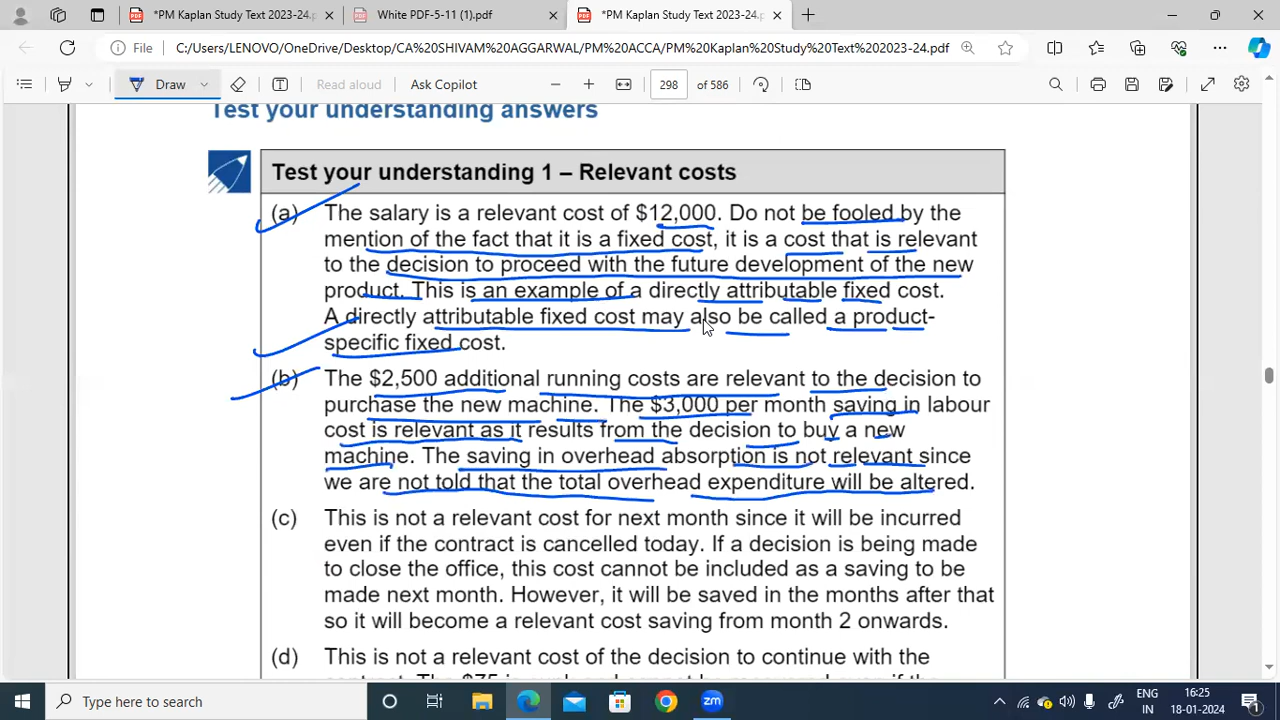 *PM Kaplan Study Text 2023-24.p
White PDF-5-11 (1).pdf
*PM Kaplan Study Text 2023-24.p
File
C:/Users/LENOVO/OneDrive/Desktop/CA%20SHIVAM%20AGGARWAL/PM%20ACCA/PM%20Kaplan%20Study%20Text%202023-24.pdf
Draw
Read aloud
Ask Copilot
298 of 586
Test your understanding answers
Test your understanding 1 – Relevant costs
(a) The salary is a relevant cost of $12,000. Do not be fooled by the
mention of the fact that it is a fixed cost, it is a cost that is relevant
to the decision to proceed with the future development of the new
product. This is an example of a directly attributable fixed cost.
A directly attributable fixed cost may also be called a product-
specific fixed cost.
(b) The $2,500 additional running costs are relevant to the decision to
purchase the new machine. The $3,000 per month saving in labour
cost is relevant as it results from the decision to buy a new
machine. The saving in overhead absorption is not relevant since
we are not told that the total overhead expenditure will be altered.
(c) This is not a relevant cost for next month since it will be incurred
even if the contract is cancelled today. If a decision is being made
to close the office, this cost cannot be included as a saving to be
made next month. However, it will be saved in the months after that
so it will become a relevant cost saving from month 2 onwards.
(d) This is not a relevant cost of the decision to continue with the
Type here to search
zm
ENG
IN
16:25
18-01-2024
1